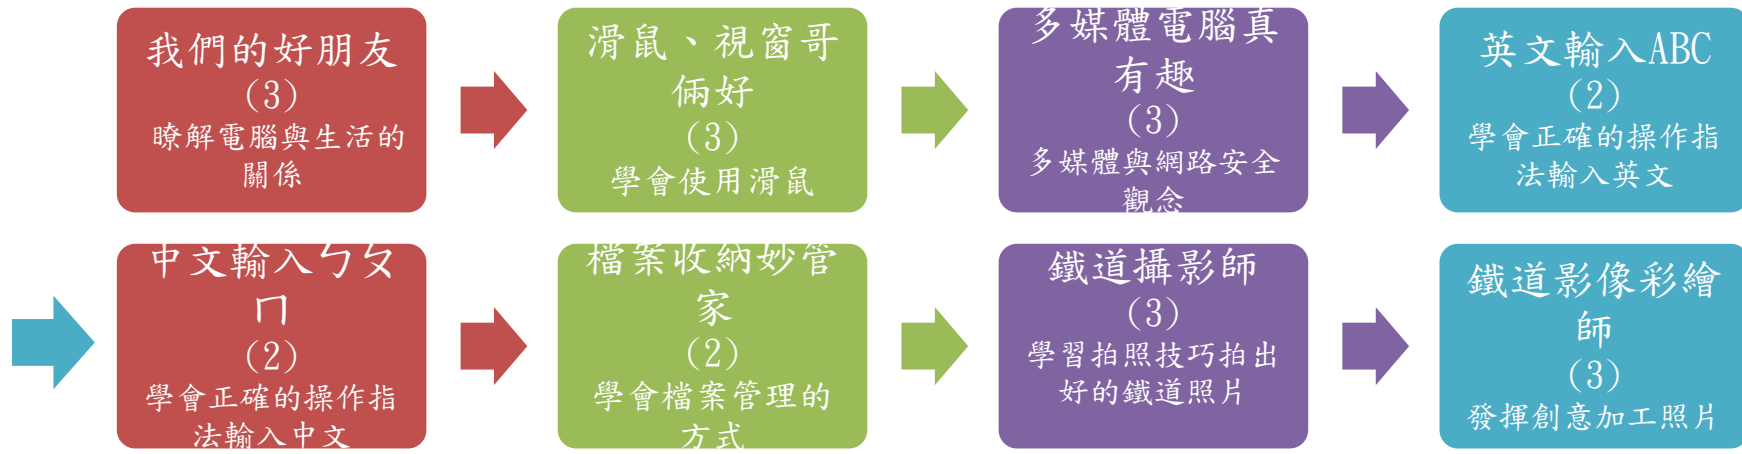 我們的好朋友
(3)
瞭解電腦與生活的
關係
滑鼠、視窗哥
倆好
(3)
學會使用滑鼠
多媒體電腦真
有趣
(3)
多媒體與網路安全
觀念
英文輸入ABC
(2)
學會正確的操作指
法輸入英文
中文輸入ㄅㄆ
ㄇ
(2)
學會正確的操作指
法輸入中文
檔案收納妙管
家
(2)
學會檔案管理的
方式
鐵道攝影師
(3)
學習拍照技巧拍出
好的鐵道照片
鐵道影像彩繪
師
(3)
發揮創意加工照片